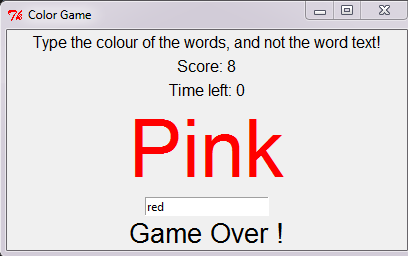 Color Game
Type the colour of the words, and not the word text!
Score: 8
Time left: 0
Pink
red
Game Over !